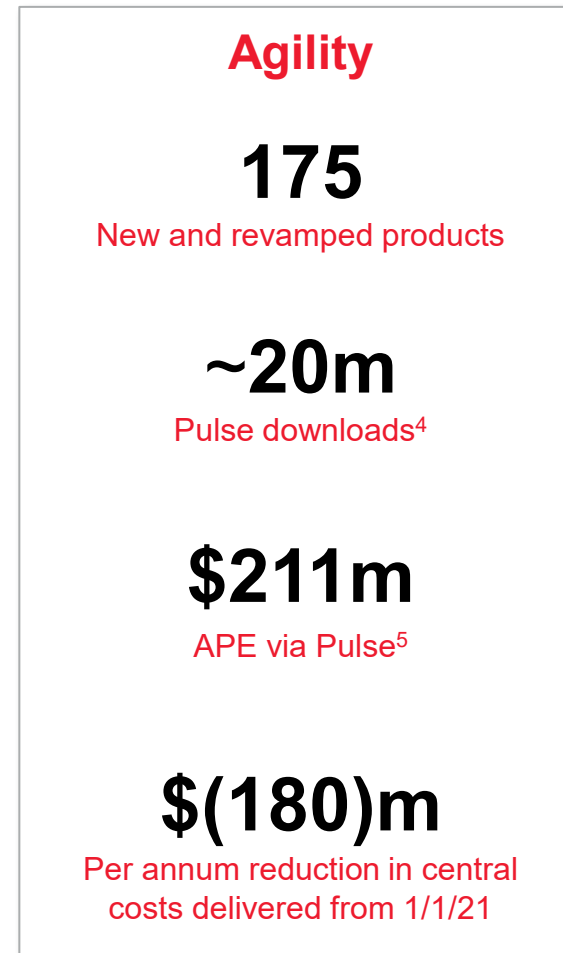 Agility
175
New and revamped products
~20m
Pulse downloads⁴
$211m
APE via Pulse⁵
$(180)m
Per annum reduction in central
costs delivered from 1/1/21